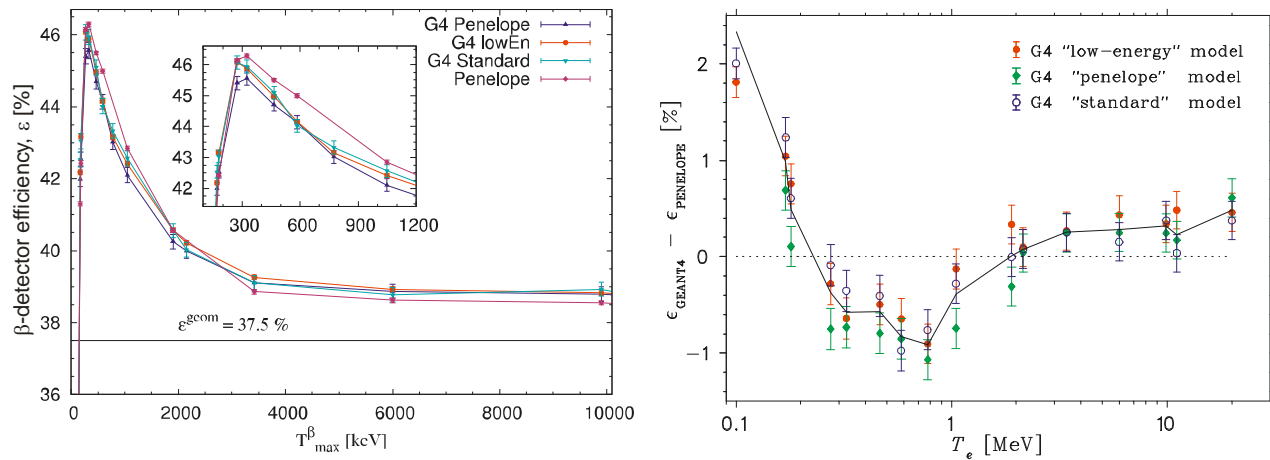 β-detector efficiency, ε [%]
46
44
42
40
38
36
G4 Penelope
G4 lowEn
G4 Standard
Penelope
46
45
44
43
42
300
600
900
1200
ε^geom = 37.5 %
0
2000
4000
6000
8000
10000
T^β_max [keV]
ϵ_GEANT4 − ϵ_PENELOPE [%]
2
1
0
−1
G4 "low-energy" model
G4 "penelope" model
G4 "standard" model
0.1
1
10
T_e [MeV]